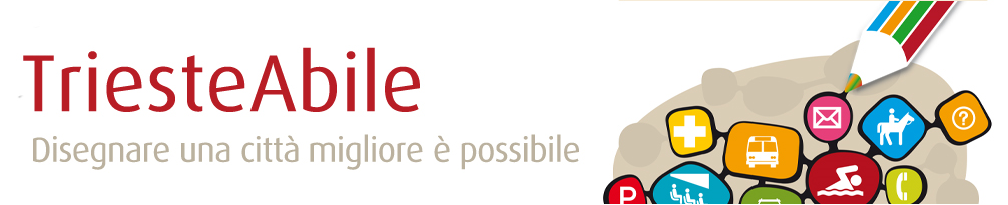 TriesteAbile
Disegnare una città migliore è possibile
?
P